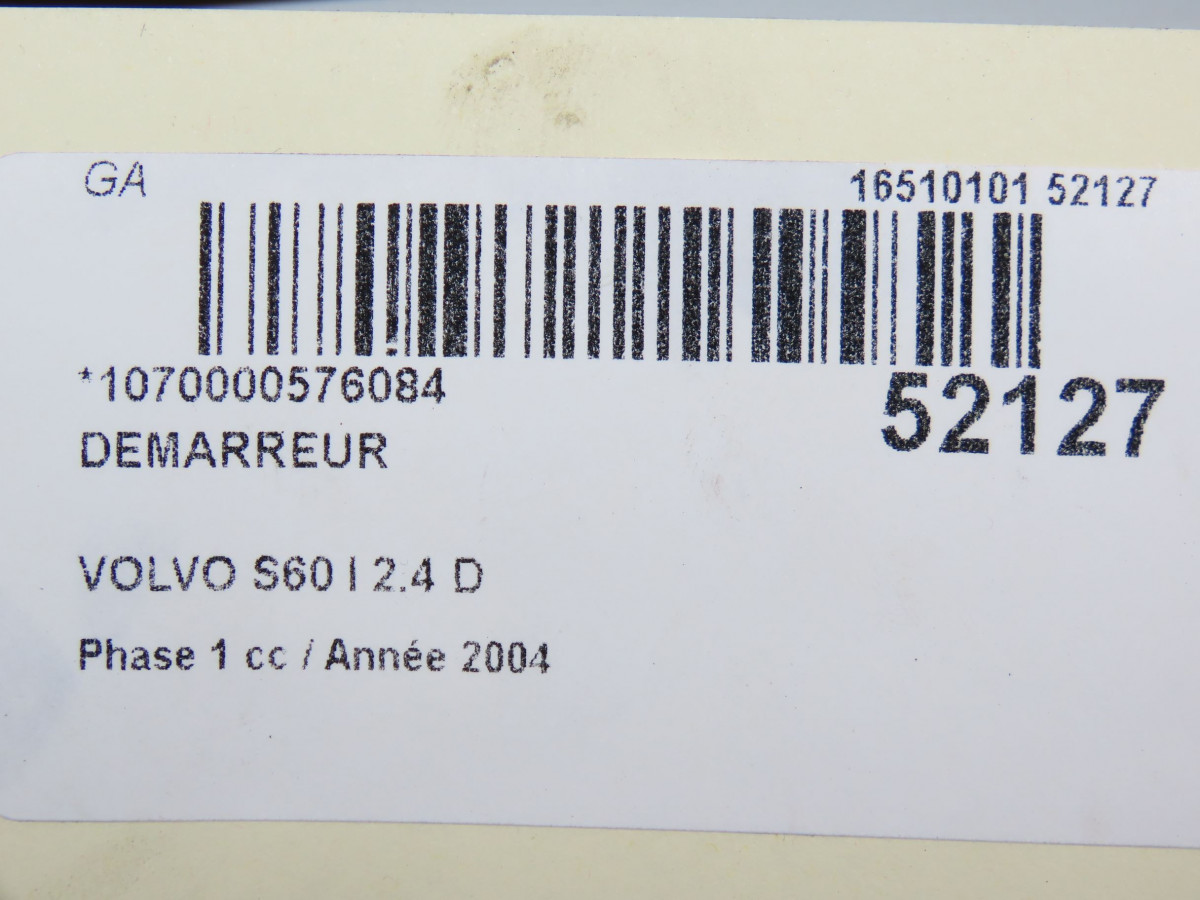 GA
16510101 52127
*1070000576084
52127
DEMARREUR
VOLVO S60 I 2.4 D
Phase 1 cc / Année 2004